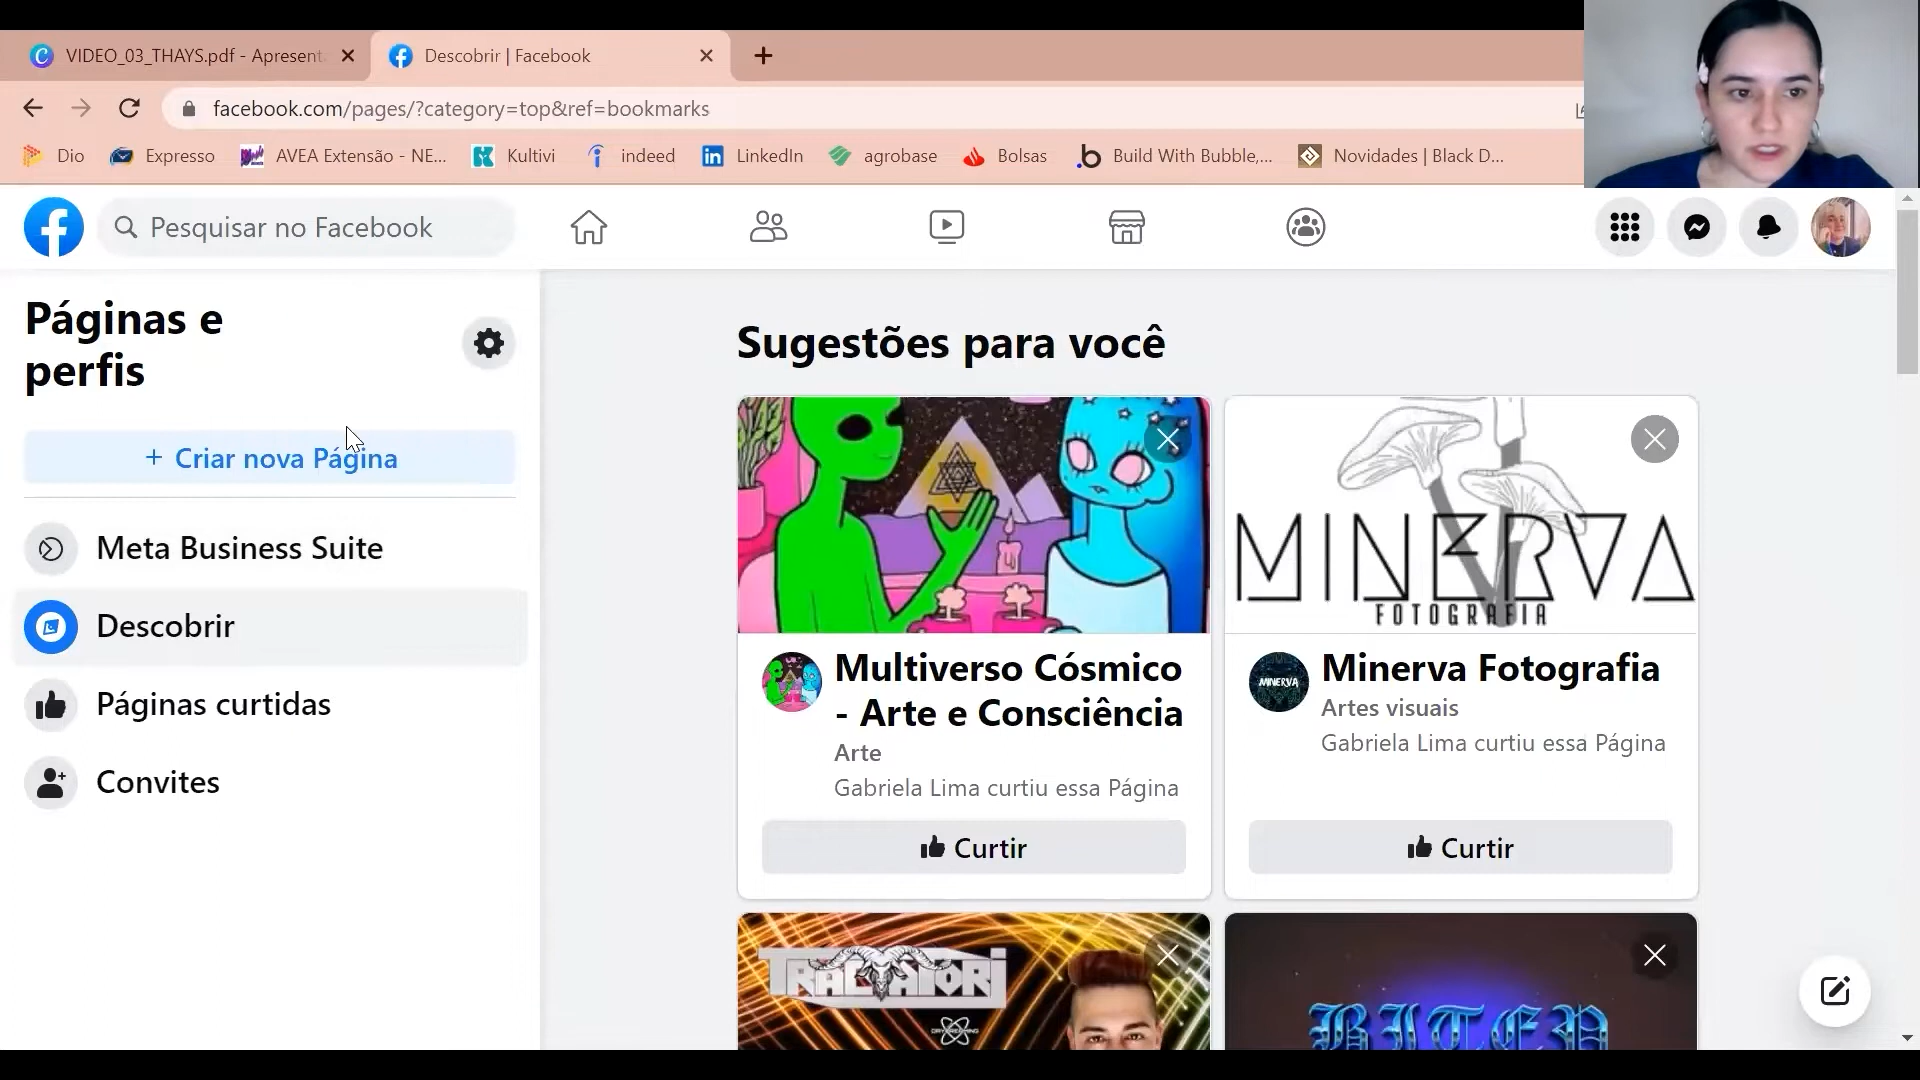 VIDEO_03_THAYS.pdf - Apresent
Descobrir | Facebook
facebook.com/pages/?category=top&ref=bookmarks
Dio
Expresso
AVEA Extensão - NE...
Kultivi
indeed
LinkedIn
agrobase
Bolsas
Build With Bubble,...
Novidades | Black D...
Pesquisar no Facebook
Páginas e
perfis
+ Criar nova Página
Meta Business Suite
Descobrir
Páginas curtidas
Convites
Sugestões para você
Multiverso Cósmico
- Arte e Consciência
Arte
Gabriela Lima curtiu essa Página
Curtir
MINERVA
FOTOGRAFIA
MINERVA
Minerva Fotografia
Artes visuais
Gabriela Lima curtiu essa Página
Curtir